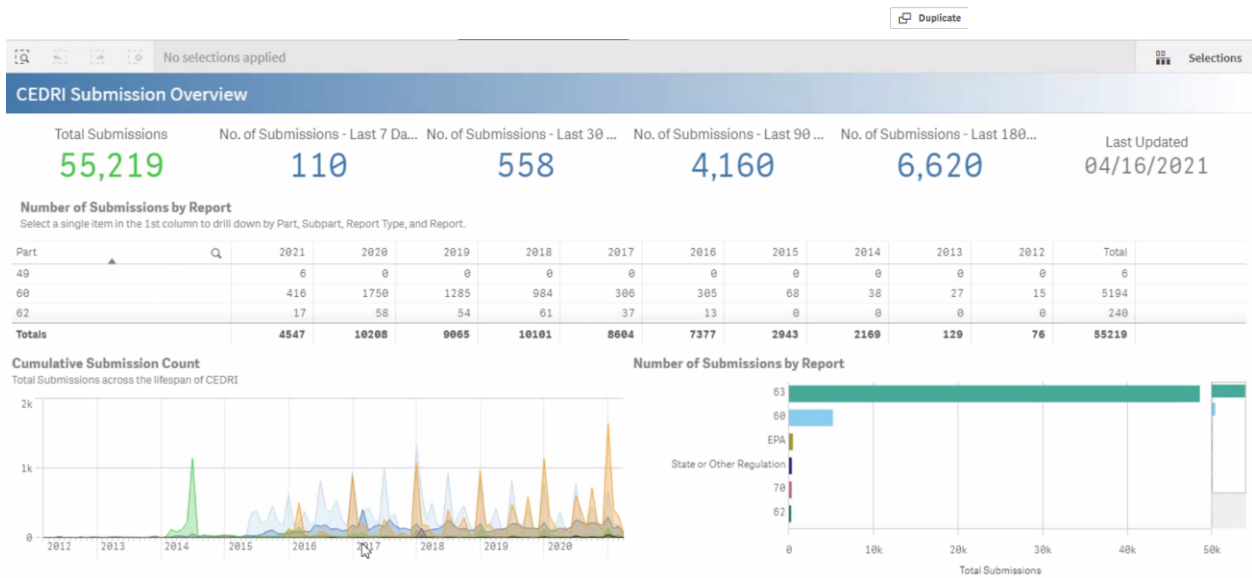 Duplicate
No selections applied
Selections
CEDRI Submission Overview
Total Submissions
55,219
No. of Submissions - Last 7 Da...
110
No. of Submissions - Last 30 ...
558
No. of Submissions - Last 90 ...
4,160
No. of Submissions - Last 180...
6,620
Last Updated
04/16/2021
Number of Submissions by Report
Select a single item in the 1st column to drill down by Part, Subpart, Report Type, and Report.
Part 2021 2020 2019 2018 2017 2016 2015 2014 2013 2012 Total
49 6 0 0 0 0 0 0 0 0 0 6
60 416 1750 1285 984 306 305 68 38 27 15 5194
62 17 58 54 61 37 13 0 0 0 0 240
Totals 4547 10208 9065 10101 8604 7377 2943 2169 129 76 55219
Cumulative Submission Count
Total Submissions across the lifespan of CEDRI
2k
1k
0
2012 2013 2014 2015 2016 2017 2018 2019 2020
Number of Submissions by Report
63
60
EPA
State or Other Regulation
70
62
0 10k 20k 30k 40k 50k
Total Submissions